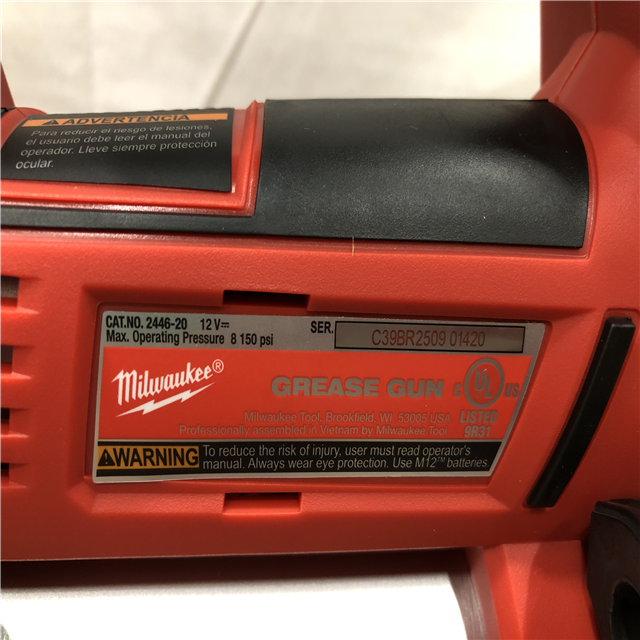 ADVERTENCIA
Para reducir el riesgo de lesiones,
el usuario debe leer el manual del
operador. Lleve siempre protección
ocular.
CAT.NO. 2446-20 12 V⎓
Max. Operating Pressure 8 150 psi
SER. C39BR2509 01420
Milwaukee®
GREASE GUN
C UL US
LISTED
9R31
Milwaukee Tool, Brookfield, WI, 53005 USA
Professionally assembled in Vietnam by Milwaukee Tool
WARNING To reduce the risk of injury, user must read operator's
manual. Always wear eye protection. Use M12™ batteries.